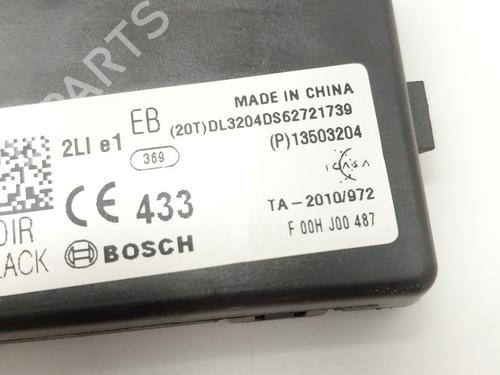 PARTS
MADE IN CHINA
2LI e1 EB (20T)DL3204DS62721739
369
(P)13503204
ICASA
CE 433
TA-2010/972
DIR
BOSCH
F 00H J00 487
LACK